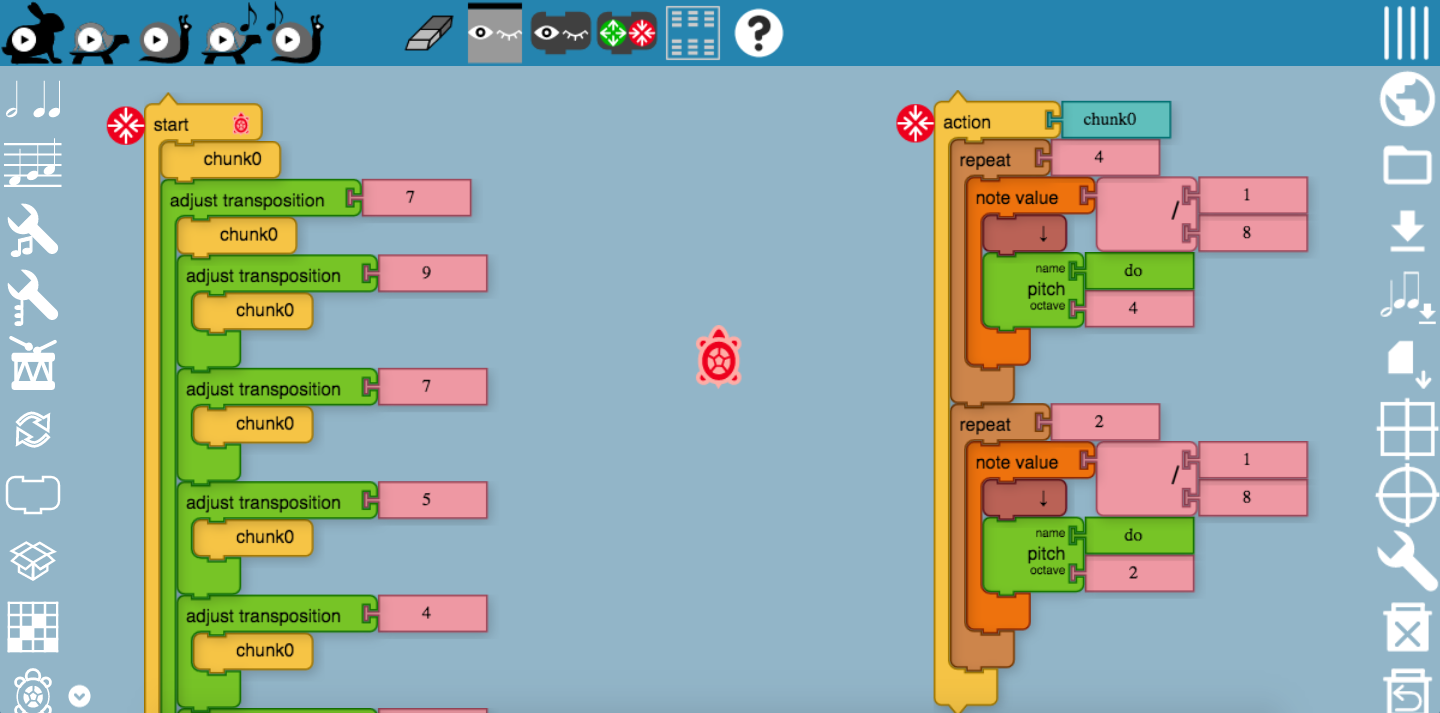 ?
start
chunk0
adjust transposition 7
chunk0
adjust transposition 9
chunk0
adjust transposition 7
chunk0
adjust transposition 5
chunk0
adjust transposition 4
chunk0
action chunk0
repeat 4
note value / 1
8
↓
name do
pitch
octave 4
repeat 2
note value / 1
8
↓
name do
pitch
octave 2